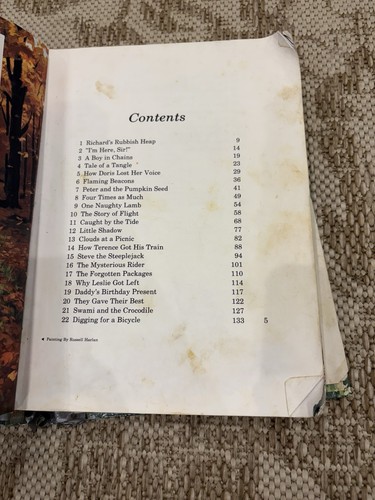 Contents
1 Richard's Rubbish Heap 9
2 "I'm Here, Sir!" 14
3 A Boy in Chains 19
4 Tale of a Tangle 23
5 How Doris Lost Her Voice 29
6 Flaming Beacons 36
7 Peter and the Pumpkin Seed 41
8 Four Times as Much 49
9 One Naughty Lamb 54
10 The Story of Flight 58
11 Caught by the Tide 68
12 Little Shadow 77
13 Clouds at a Picnic 82
14 How Terence Got His Train 88
15 Steve the Steeplejack 94
16 The Mysterious Rider 101
17 The Forgotten Packages 110
18 Why Leslie Got Left 114
19 Daddy's Birthday Present 117
20 They Gave Their Best 122
21 Swami and the Crocodile 127
22 Digging for a Bicycle 133 5
◄ Painting By Russell Harlan